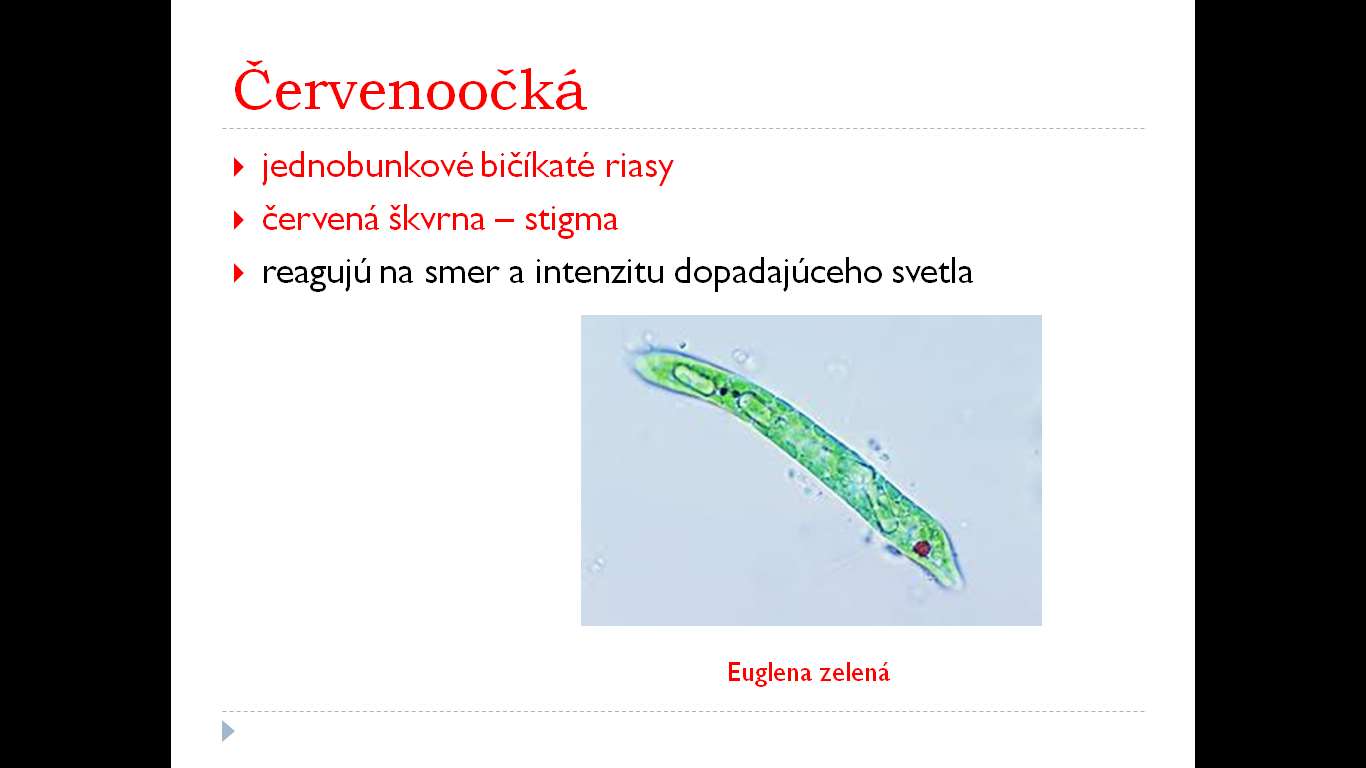 Červenoočká
jednobunkové bičíkaté riasy
červená škvrna – stigma
reagujú na smer a intenzitu dopadajúceho svetla
Euglena zelená